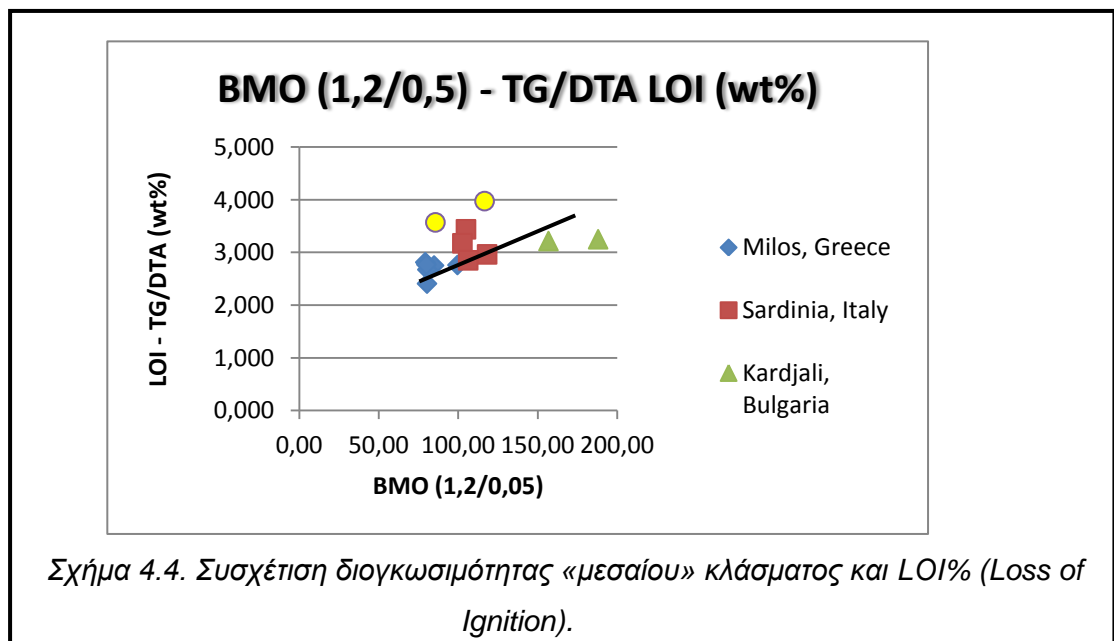 BMO (1,2/0,5) - TG/DTA LOI (wt%)
LOI - TG/DTA (wt%)
5,000
4,000
3,000
2,000
1,000
0,000
0,00 50,00 100,00 150,00 200,00
BMO (1,2/0,05)
Milos, Greece
Sardinia, Italy
Kardjali,
Bulgaria
Σχήμα 4.4. Συσχέτιση διογκωσιμότητας «μεσαίου» κλάσματος και LOI% (Loss of
Ignition).